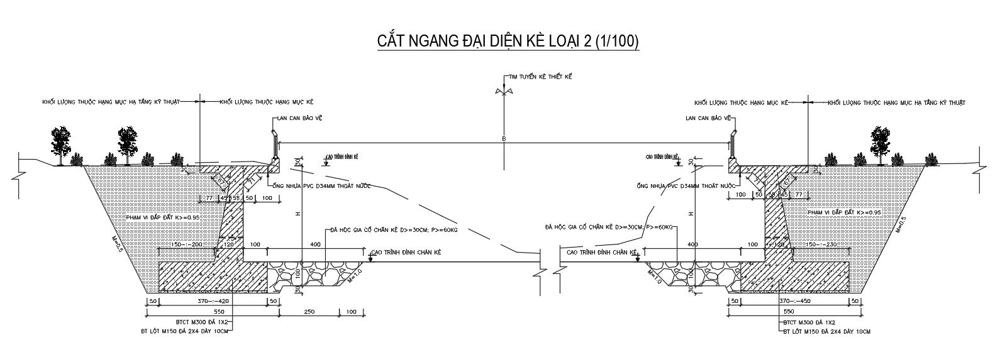 CẮT NGANG ĐẠI DIỆN KÈ LOẠI 2 (1/100)
TIM TUYẾN KÈ THIẾT KẾ
KHỐI LƯỢNG THUỘC HẠNG MỤC HẠ TẦNG KỸ THUẬT
KHỐI LƯỢNG THUỘC HẠNG MỤC KÈ
KHỐI LƯỢNG THUỘC HẠNG MỤC KÈ
KHỐI LƯỢNG THUỘC HẠNG MỤC HẠ TẦNG KỸ THUẬT
LAN CAN BẢO VỆ
LAN CAN BẢO VỆ
B
CAO TRÌNH ĐỈNH KÈ
CAO TRÌNH ĐỈNH KÈ
30
30
30
30
67
71
71
67
ỐNG NHỰA PVC D34MM THOÁT NƯỚC
ỐNG NHỰA PVC D34MM THOÁT NƯỚC
77 45 58 50 100
100 50 58 45 77
PHẠM VI ĐẮP ĐẤT K>=0.95
H
H
PHẠM VI ĐẮP ĐẤT K>=0.95
ĐÁ HỘC GIA CỐ CHÂN KÈ D>=30CM; P>=60KG
ĐÁ HỘC GIA CỐ CHÂN KÈ D>=30CM; P>=60KG
M=0.5
M=0.5
150-:-200 120 100 400
400 100 120 150-:-230
CAO TRÌNH ĐỈNH CHÂN KÈ
CAO TRÌNH ĐỈNH CHÂN KÈ
100
M=1.0
M=1.0
100
30
30
50 370-:-420 50
50 370-:-450 50
550 250 100
550
BTCT M300 ĐÁ 1X2
BT LÓT M150 ĐÁ 2X4 DÀY 10CM
BTCT M300 ĐÁ 1X2
BT LÓT M150 ĐÁ 2X4 DÀY 10CM